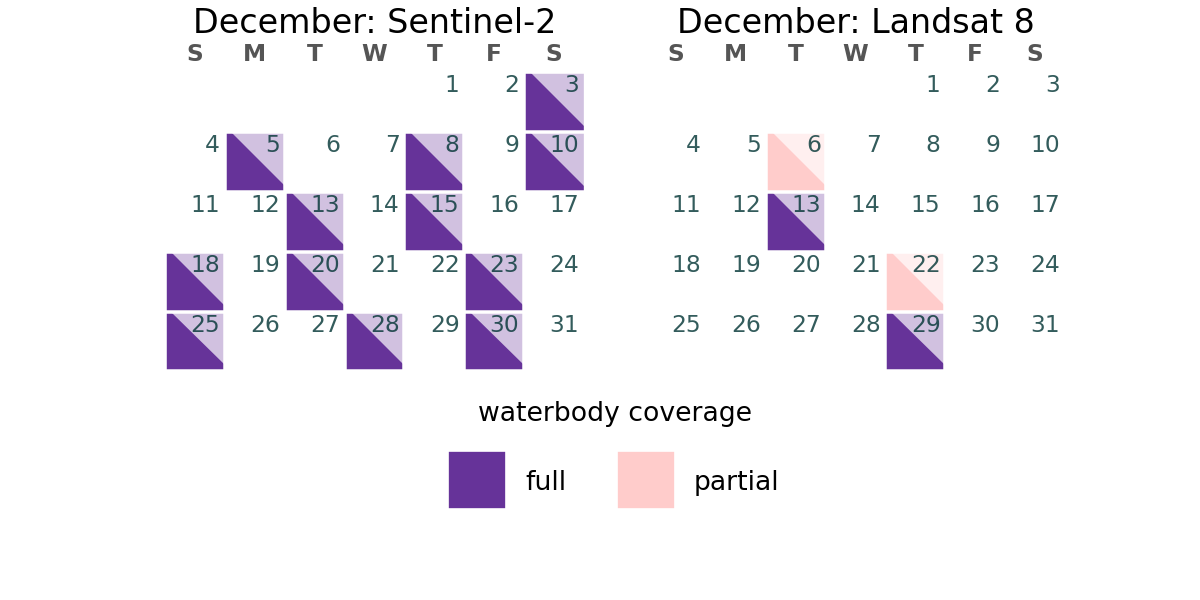 December: Sentinel-2
S M T W T F S
1 2 3
4 5 6 7 8 9 10
11 12 13 14 15 16 17
18 19 20 21 22 23 24
25 26 27 28 29 30 31
December: Landsat 8
S M T W T F S
1 2 3
4 5 6 7 8 9 10
11 12 13 14 15 16 17
18 19 20 21 22 23 24
25 26 27 28 29 30 31
waterbody coverage
full
partial